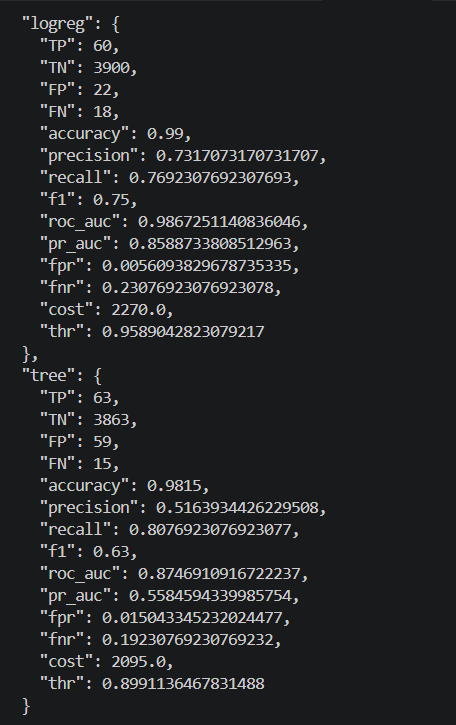 "logreg": {
"TP": 60,
"TN": 3900,
"FP": 22,
"FN": 18,
"accuracy": 0.99,
"precision": 0.7317073170731707,
"recall": 0.7692307692307693,
"f1": 0.75,
"roc_auc": 0.9867251140836046,
"pr_auc": 0.8588733808512963,
"fpr": 0.0056093829678735335,
"fnr": 0.23076923076923078,
"cost": 2270.0,
"thr": 0.9589042823079217
},
"tree": {
"TP": 63,
"TN": 3863,
"FP": 59,
"FN": 15,
"accuracy": 0.9815,
"precision": 0.5163934426229508,
"recall": 0.8076923076923077,
"f1": 0.63,
"roc_auc": 0.8746910916722237,
"pr_auc": 0.5584594339985754,
"fpr": 0.015043345232024477,
"fnr": 0.19230769230769232,
"cost": 2095.0,
"thr": 0.8991136467831488
}